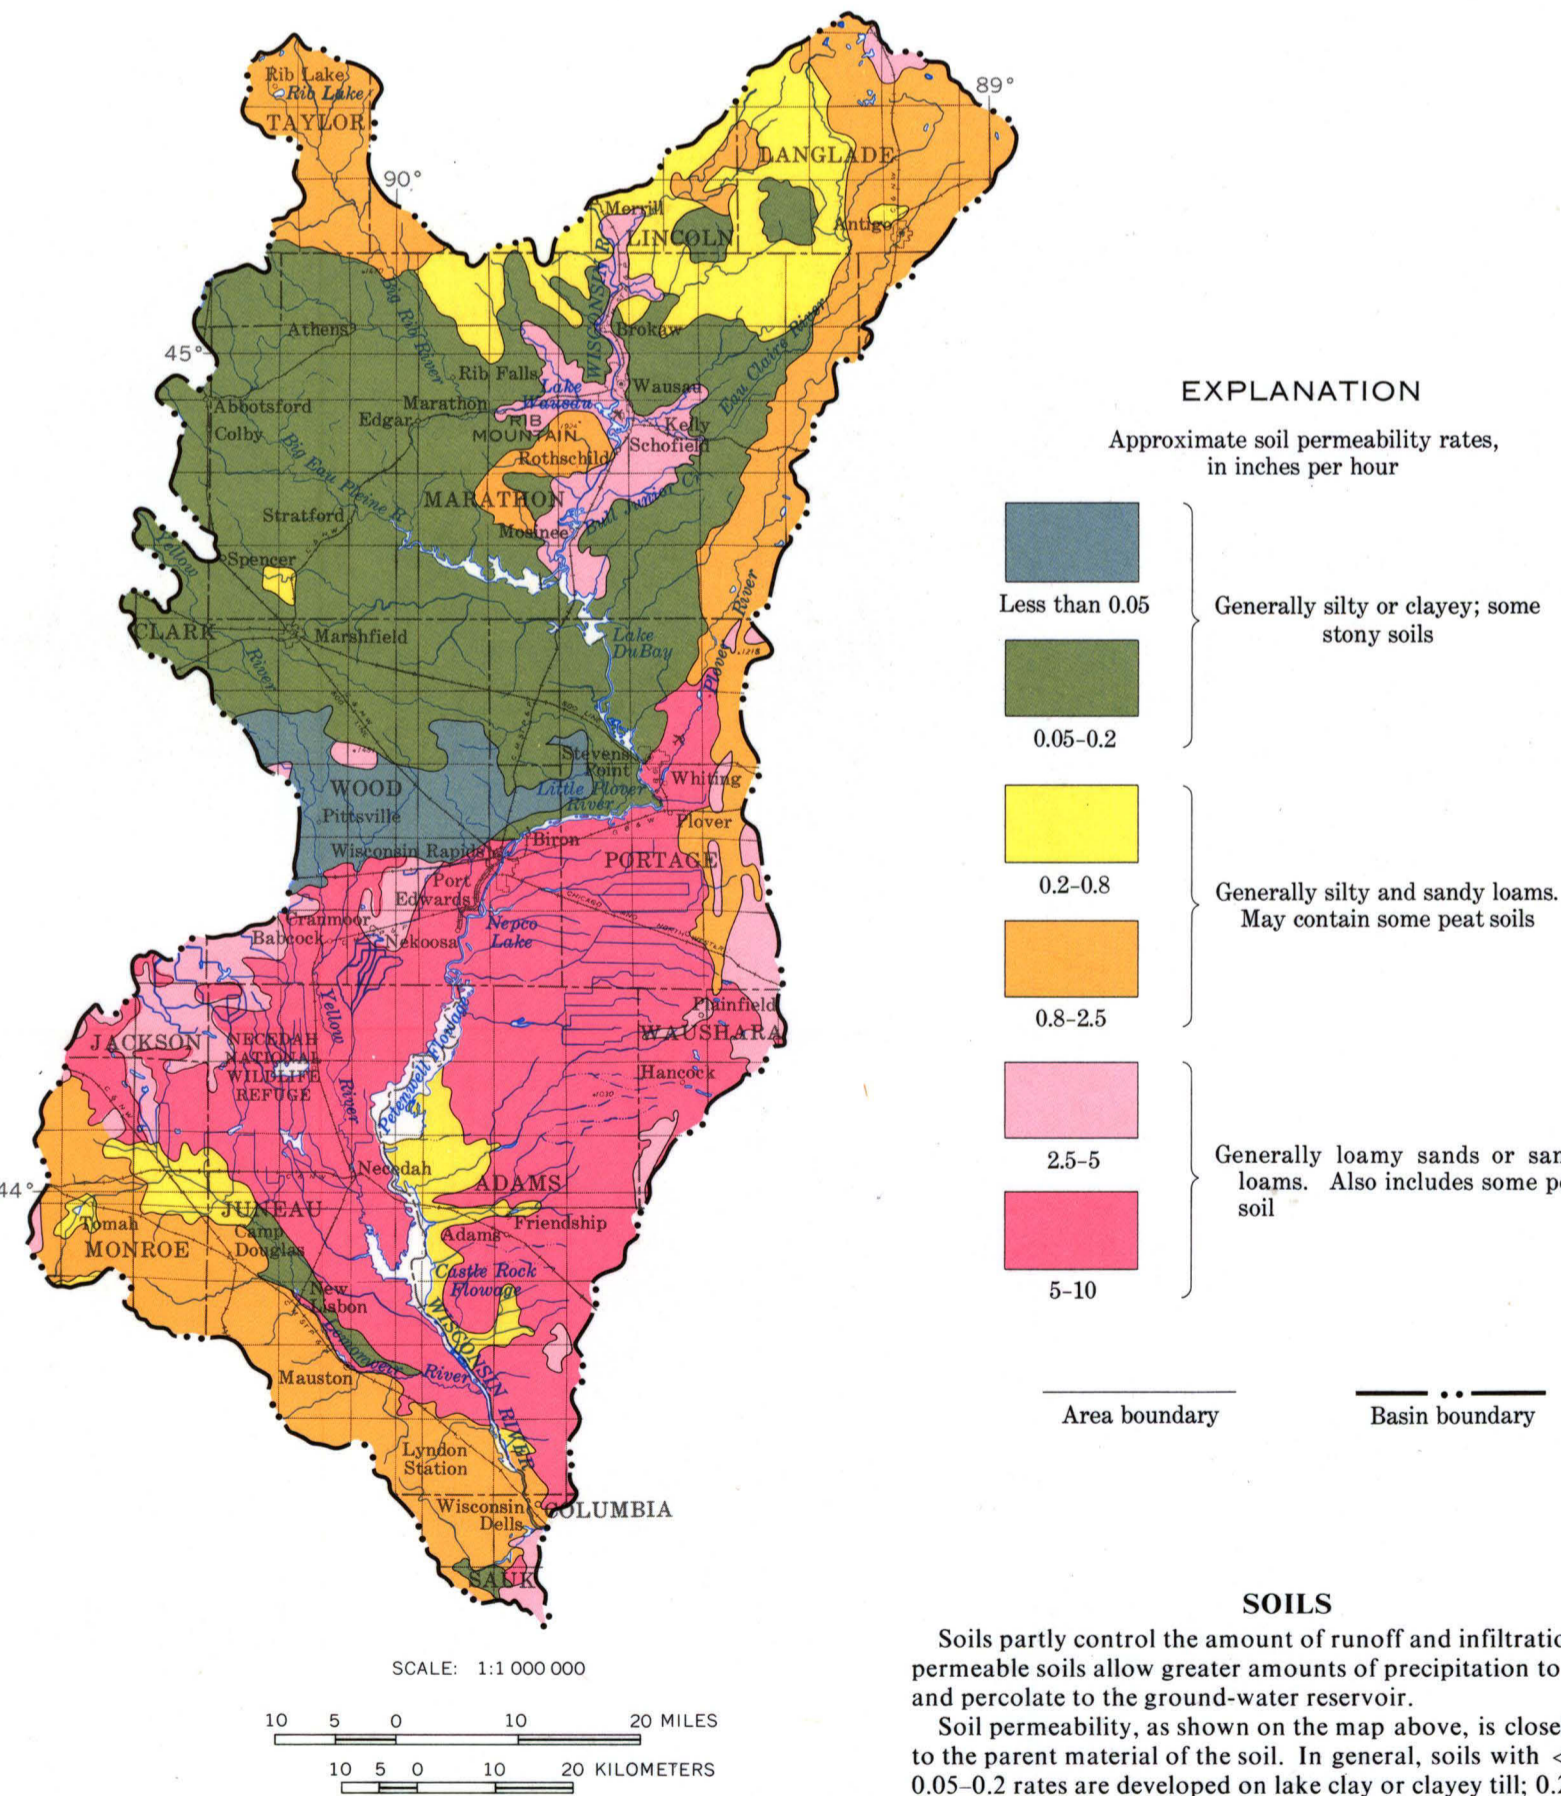 89°
Rib Lake
Rib Lake
TAYLOR
LANGLADE
90°
Merrill
Antigo
LINCOLN
WISCONSIN R
Big Rib River
Athens
Brokaw
Eau Claire River
45°
Rib Falls
Wausau
Lake
Wausau
Abbotsford
Marathon
Colby
Edgar
RIB
MOUNTAIN
Kelly
Schofield
Rothschild
Big Eau Pleine R
MARATHON
Bull Junior Cr
Stratford
Mosinee
Yellow
Spencer
River
CLARK
Marshfield
Lake
DuBay
River
Plover
Stevens
Point
Whiting
WOOD
Little Plover
River
Pittsville
Plover
Biron
Wisconsin Rapids
PORTAGE
Port
Edwards
Cranmoor
Nepco
Lake
Babcock
Nekoosa
Yellow
River
Plainfield
JACKSON
NECEDAH
NATIONAL
WILDLIFE
REFUGE
WAUSHARA
Petenwell Flowage
Hancock
Necedah
44°
ADAMS
JUNEAU
Tomah
Friendship
Camp
Douglas
Adams
MONROE
Castle Rock
Flowage
New
Lisbon
WISCONSIN
RIVER
Lemonweir
River
Mauston
Lyndon
Station
Wisconsin
Dells
COLUMBIA
SAUK
SCALE: 1:1 000 000
10 5 0 10 20 MILES
10 5 0 10 20 KILOMETERS
EXPLANATION
Approximate soil permeability rates,
in inches per hour
Less than 0.05
Generally silty or clayey; some
stony soils
0.05–0.2
0.2–0.8
Generally silty and sandy loams.
May contain some peat soils
0.8–2.5
2.5–5
Generally loamy sands or san
loams. Also includes some p
soil
5–10
Area boundary
Basin boundary
SOILS
Soils partly control the amount of runoff and infiltratio
permeable soils allow greater amounts of precipitation to
and percolate to the ground-water reservoir.
Soil permeability, as shown on the map above, is close
to the parent material of the soil. In general, soils with <
0.05–0.2 rates are developed on lake clay or clayey till; 0.2